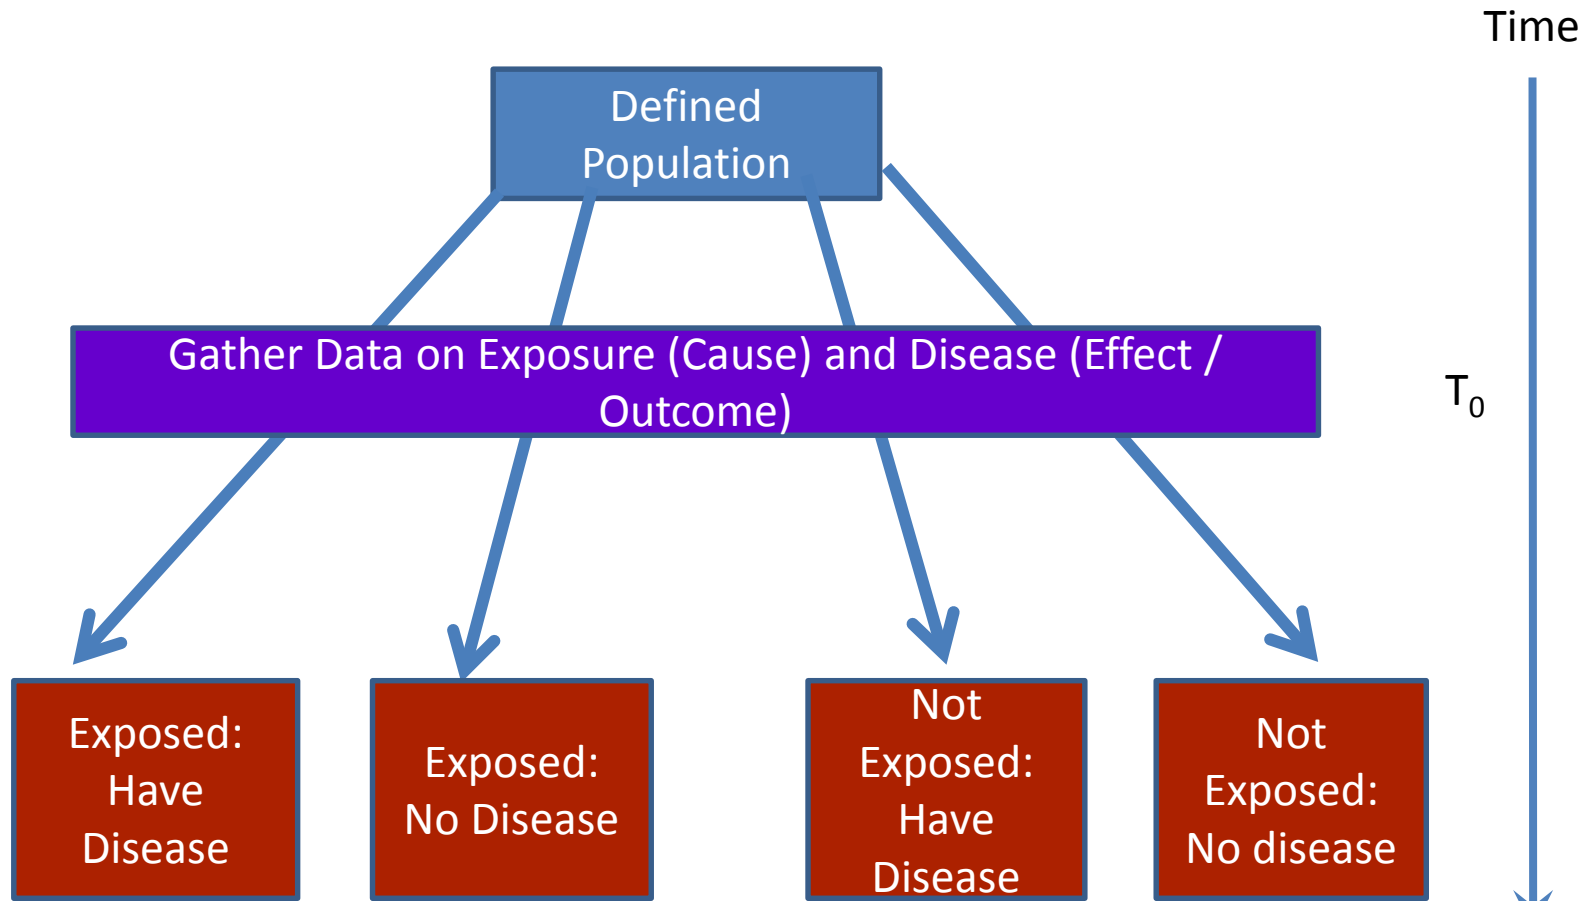 Time
Defined
Population
Gather Data on Exposure (Cause) and Disease (Effect /
Outcome)
T₀
Exposed:
Have
Disease
Exposed:
No Disease
Not
Exposed:
Have
Disease
Not
Exposed:
No disease